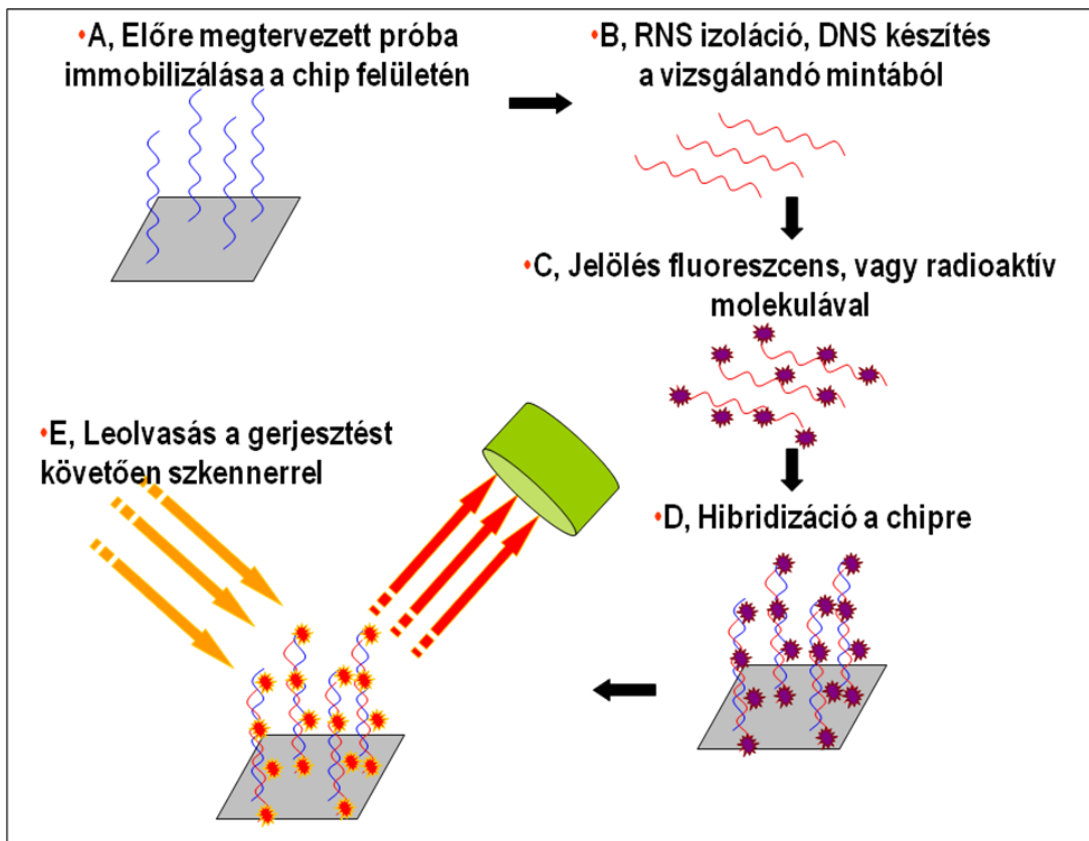 •A, Előre megtervezett próba
immobilizálása a chip felületén
•B, RNS izoláció, DNS készítés
a vizsgálandó mintából
•C, Jelölés fluoreszcens, vagy radioaktív
molekulával
•D, Hibridizáció a chipre
•E, Leolvasás a gerjesztést
követően szkennerrel